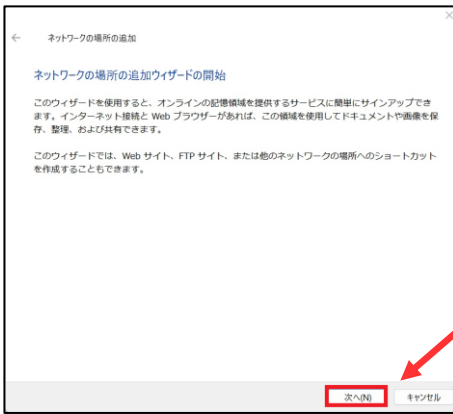 ネットワークの場所の追加
ネットワークの場所の追加ウィザードの開始
このウィザードを使用すると、オンラインの記憶領域を提供するサービスに簡単にサインアップでき
ます。インターネット接続と Web ブラウザーがあれば、この領域を使用してドキュメントや画像を保
存、整理、および共有できます。
このウィザードでは、Web サイト、FTP サイト、または他のネットワークの場所へのショートカット
を作成することもできます。
次へ(N) キャンセル